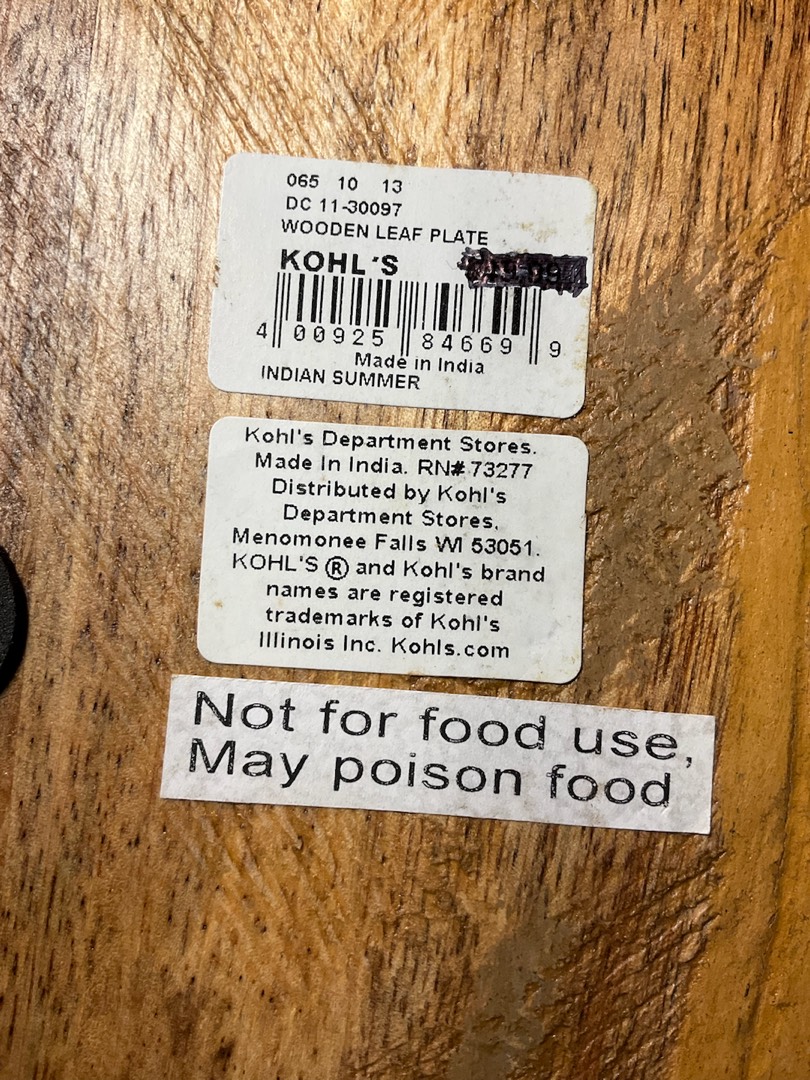 065 10 13
DC 11-30097
WOODEN LEAF PLATE
KOHL'S
4 00925 84669 9
Made in India
INDIAN SUMMER
Kohl's Department Stores.
Made In India. RN# 73277
Distributed by Kohl's
Department Stores,
Menomonee Falls WI 53051.
KOHL'S ® and Kohl's brand
names are registered
trademarks of Kohl's
Illinois Inc. Kohls.com
Not for food use,
May poison food